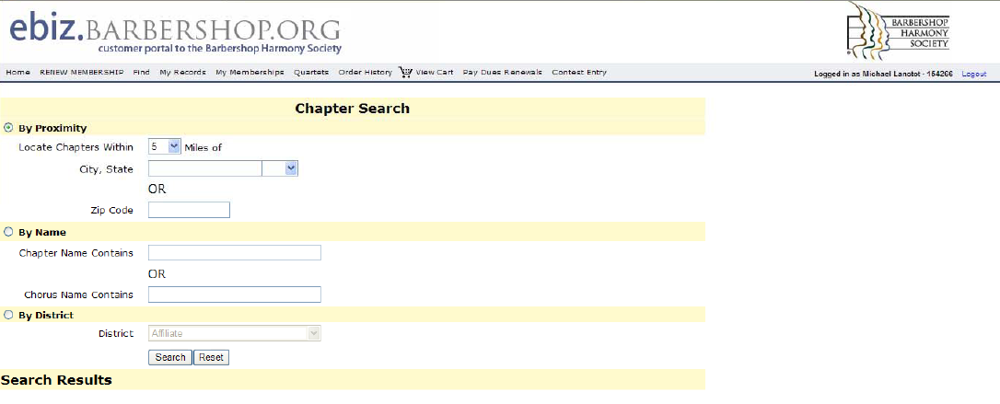 ebiz.BARBERSHOP.ORG
customer portal to the Barbershop Harmony Society
BARBERSHOP
HARMONY
SOCIETY
Home RENEW MEMBERSHIP Find My Records My Memberships Quartets Order History View Cart Pay Dues Renewals Contest Entry
Logged in as Michael Lanctot - 154266 Logout
Chapter Search
By Proximity
Locate Chapters Within 5 Miles of
City, State
OR
Zip Code
By Name
Chapter Name Contains
OR
Chorus Name Contains
By District
District Affiliate
Search Reset
Search Results